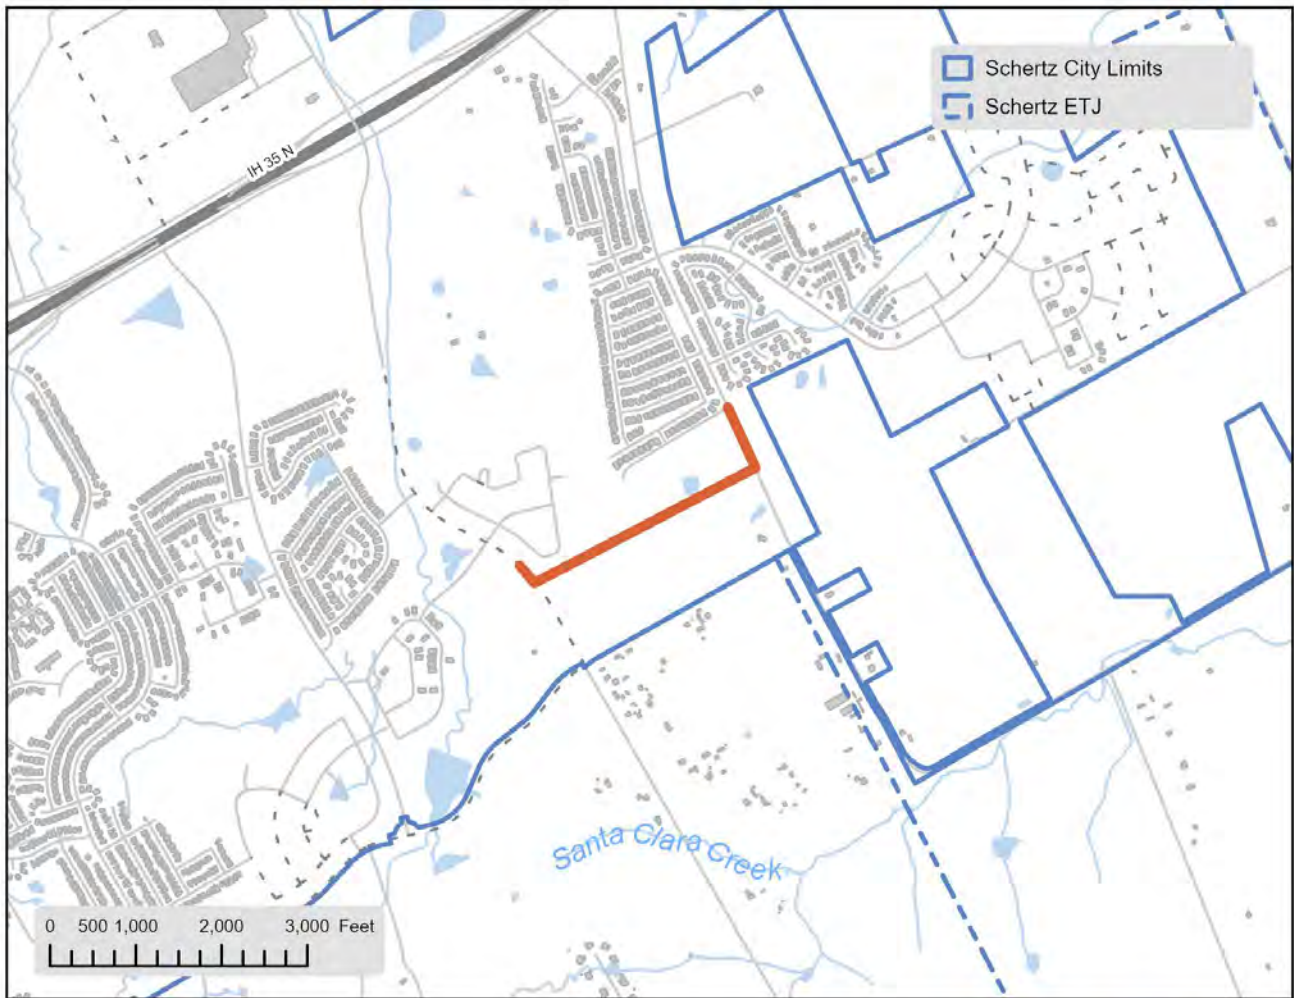 Schertz City Limits
Schertz ETJ
IH 35 N
Santa Clara Creek
0 500 1,000 2,000 3,000 Feet